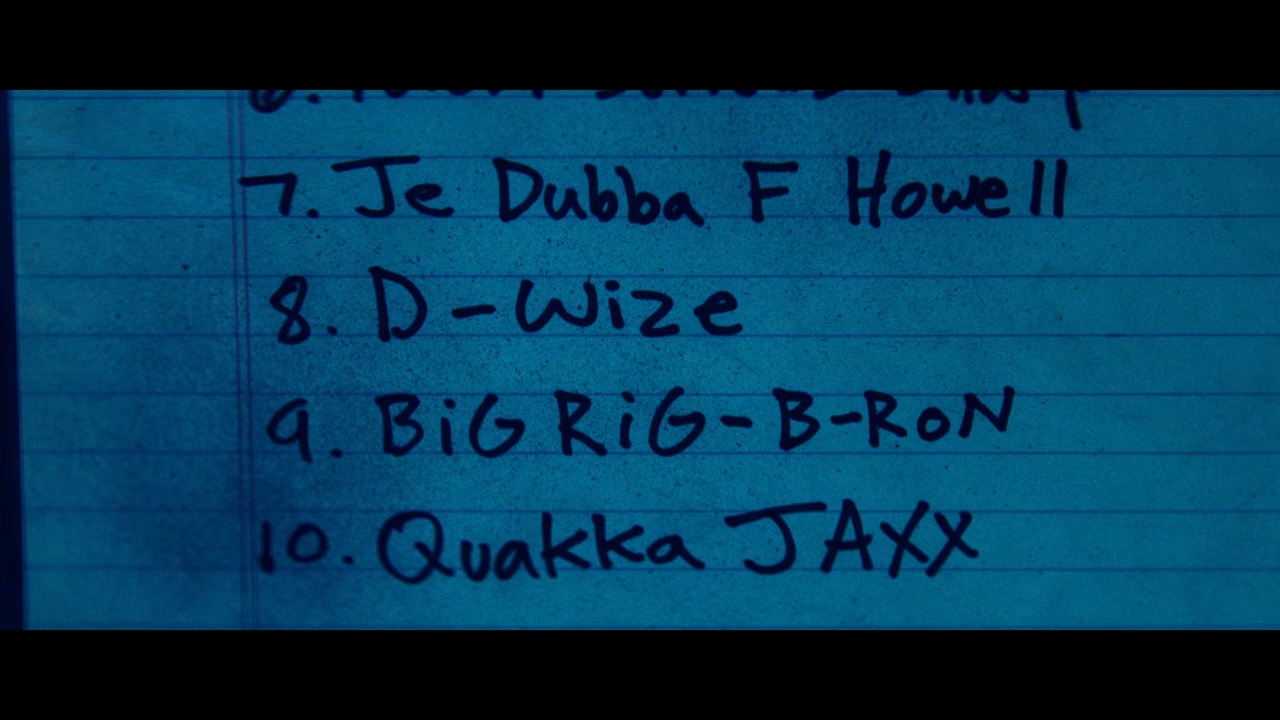 7. Je Dubba F Howell
8. D-Wize
9. BiG RiG-B-RoN
10. Quakka JAXX